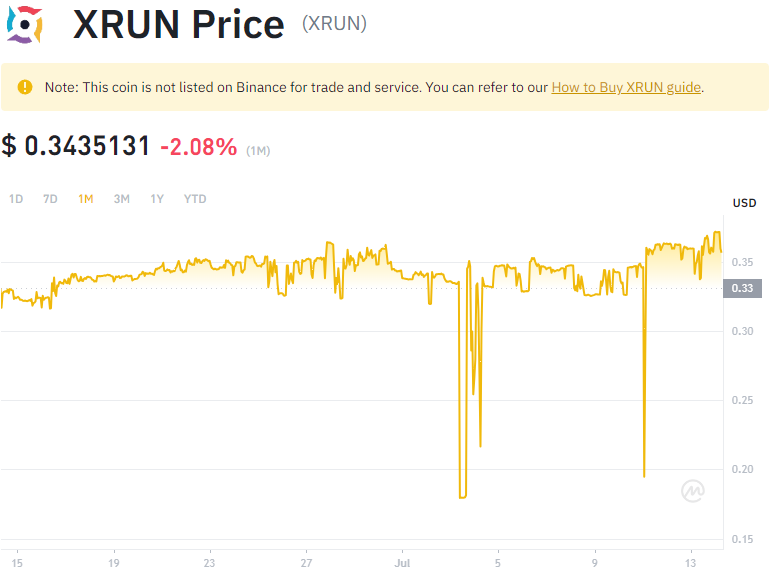 XRUN Price (XRUN)
Note: This coin is not listed on Binance for trade and service. You can refer to our How to Buy XRUN guide.
$ 0.3435131 -2.08% (1M)
1D 7D 1M 3M 1Y YTD
USD
0.35
0.33
0.30
0.25
0.20
0.15
15 19 23 27 Jul 5 9 13